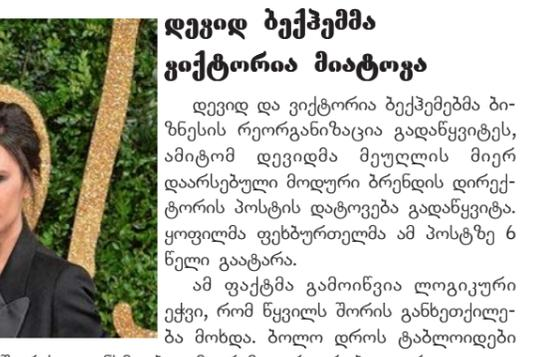 დევიდ ბექჰემმა
ვიქტორია მიატოვა
დევიდ და ვიქტორია ბექჰემებმა ბი-
ზნესის რეორგანიზაცია გადაწყვიტეს,
ამიტომ დევიდმა მეუღლის მიერ
დაარსებული მოდური ბრენდის დირექ-
ტორის პოსტის დატოვება გადაწყვიტა.
ყოფილმა ფეხბურთელმა ამ პოსტზე 6
წელი გაატარა.
ამ ფაქტმა გამოიწვია ლოგიკური
ეჭვი, რომ წყვილს შორის განხეთქილე-
ბა მოხდა. ბოლო დროს ტაბლოიდები